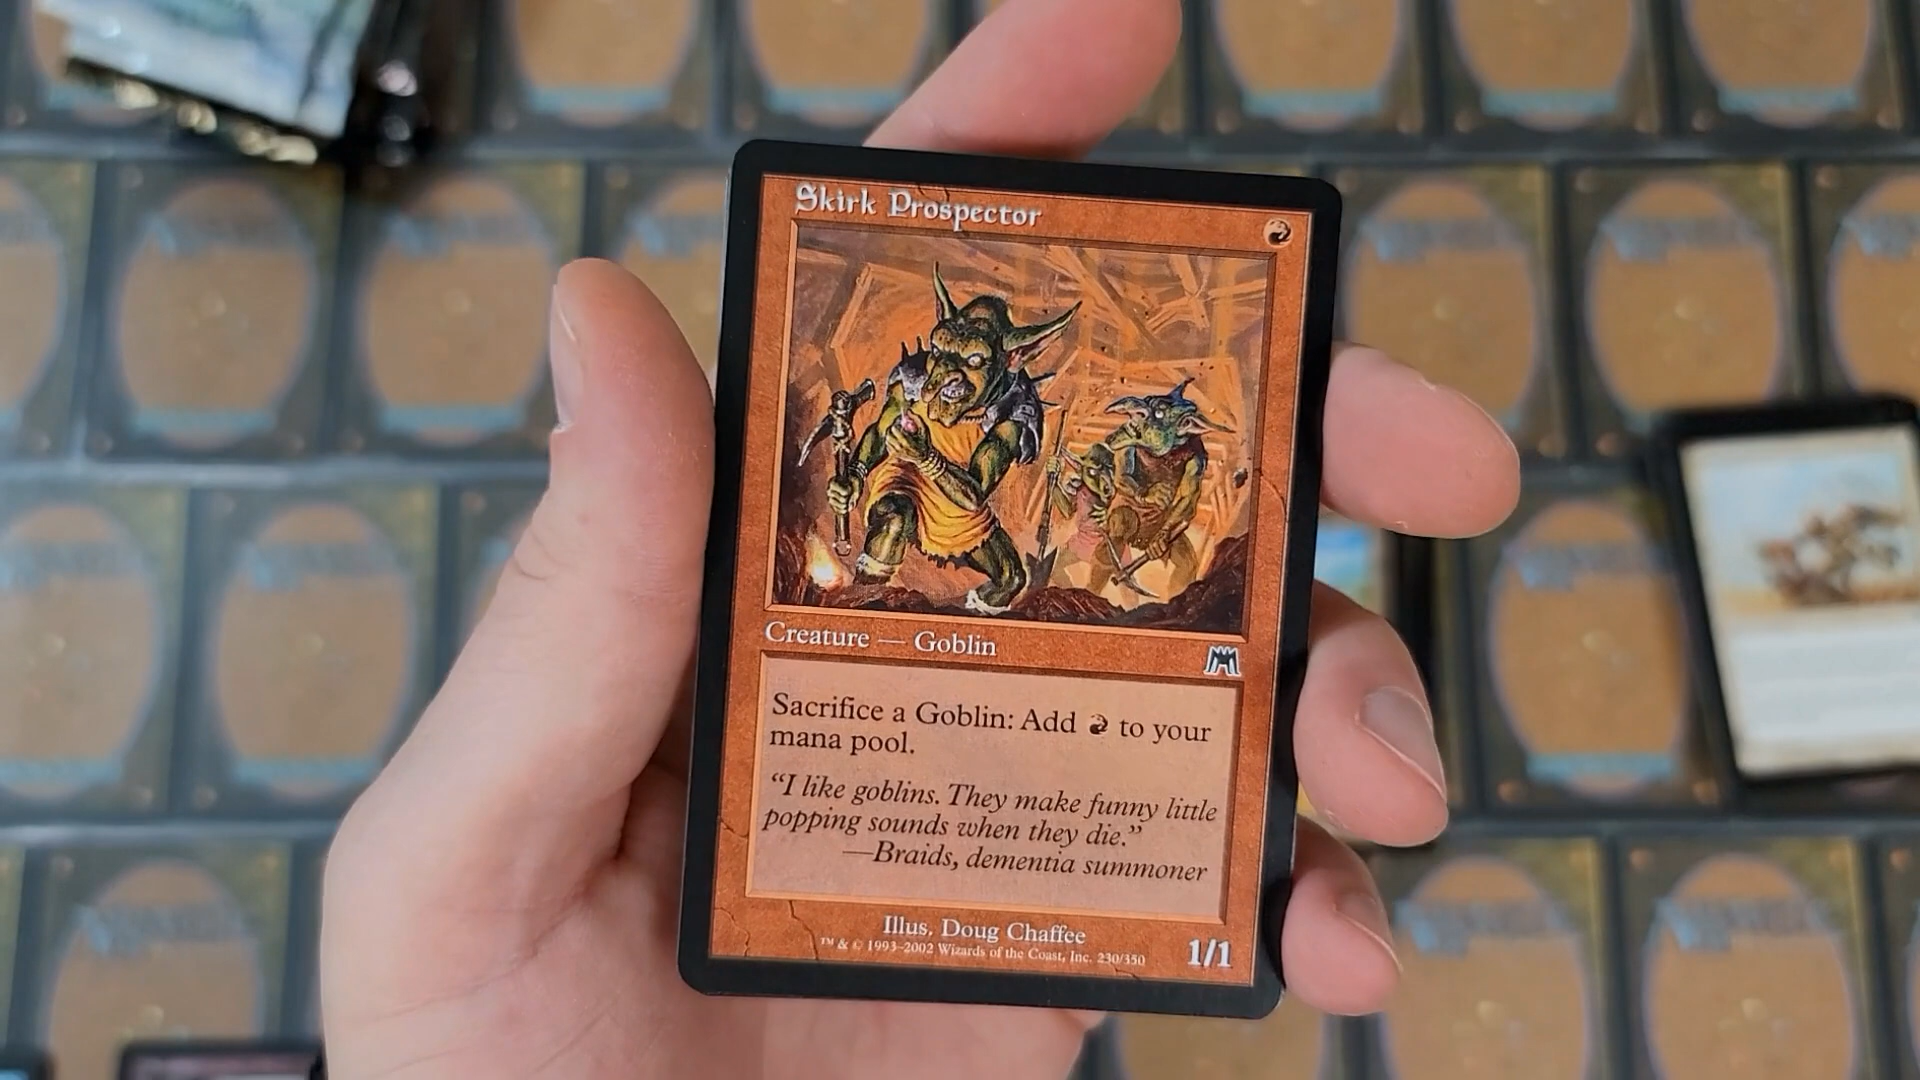 Skirk Prospector
Creature — Goblin
Sacrifice a Goblin: Add to your
mana pool.
“I like goblins. They make funny little
popping sounds when they die.”
—Braids, dementia summoner
Illus. Doug Chaffee
™ & © 1993–2002 Wizards of the Coast, Inc. 230/350
1/1